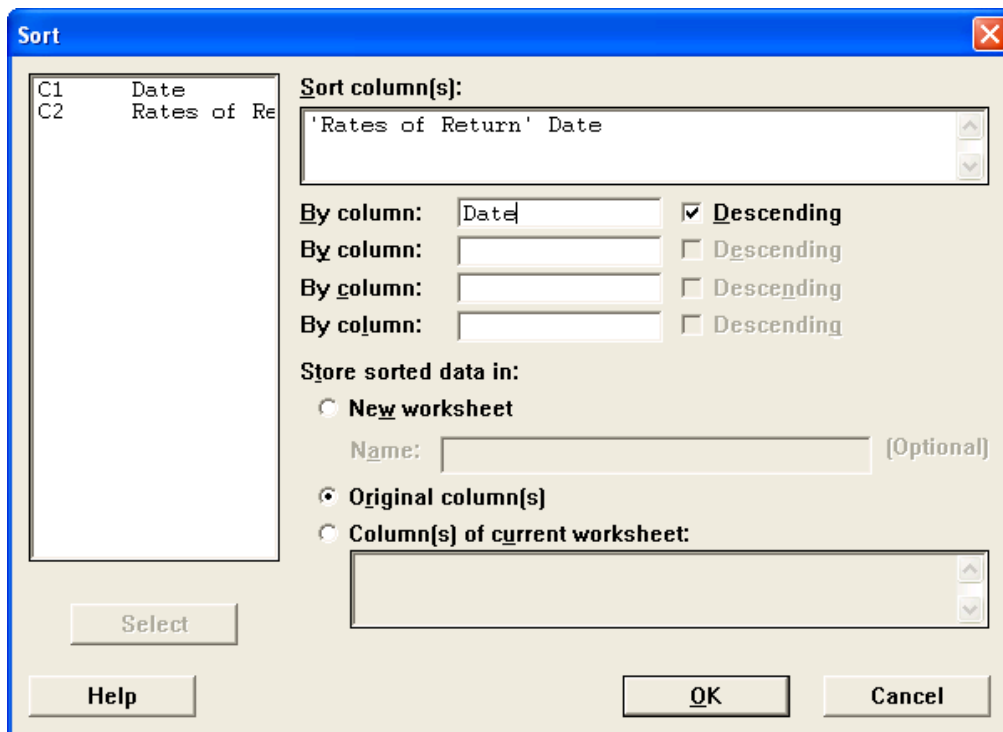 Sort
C1 Date
C2 Rates of Re
Sort column(s):
'Rates of Return' Date
By column: Date Descending
By column: Descending
By column: Descending
By column: Descending
Store sorted data in:
New worksheet
Name: (Optional)
Original column(s)
Column(s) of current worksheet:
Select
Help OK Cancel